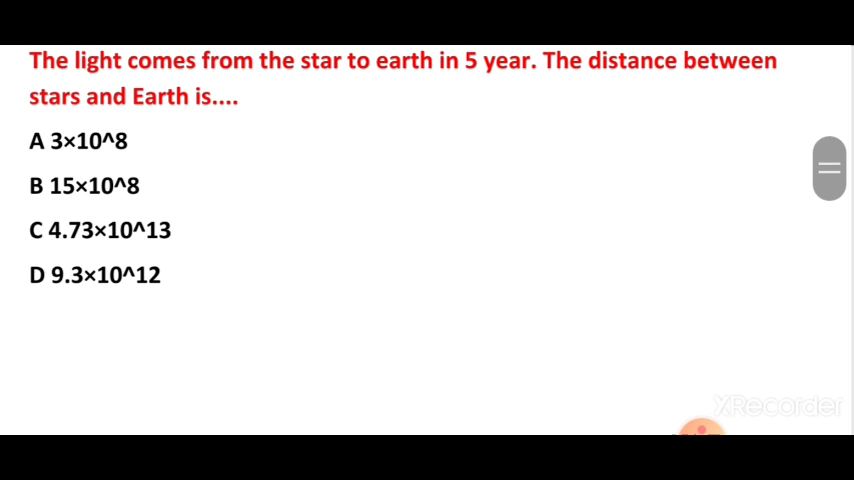 The light comes from the star to earth in 5 year. The distance between
stars and Earth is....
A 3×10^8
B 15×10^8
C 4.73×10^13
D 9.3×10^12
XRecorder